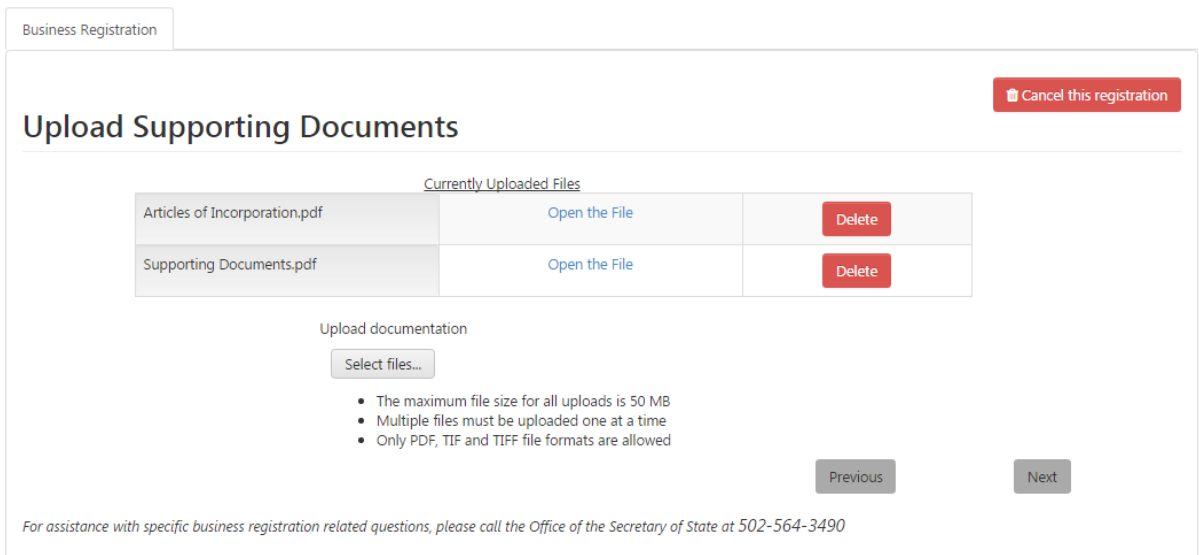 Business Registration
Cancel this registration
Upload Supporting Documents
Currently Uploaded Files
Articles of Incorporation.pdf Open the File Delete
Supporting Documents.pdf Open the File Delete
Upload documentation
Select files...
• The maximum file size for all uploads is 50 MB
• Multiple files must be uploaded one at a time
• Only PDF, TIF and TIFF file formats are allowed
Previous Next
For assistance with specific business registration related questions, please call the Office of the Secretary of State at 502-564-3490